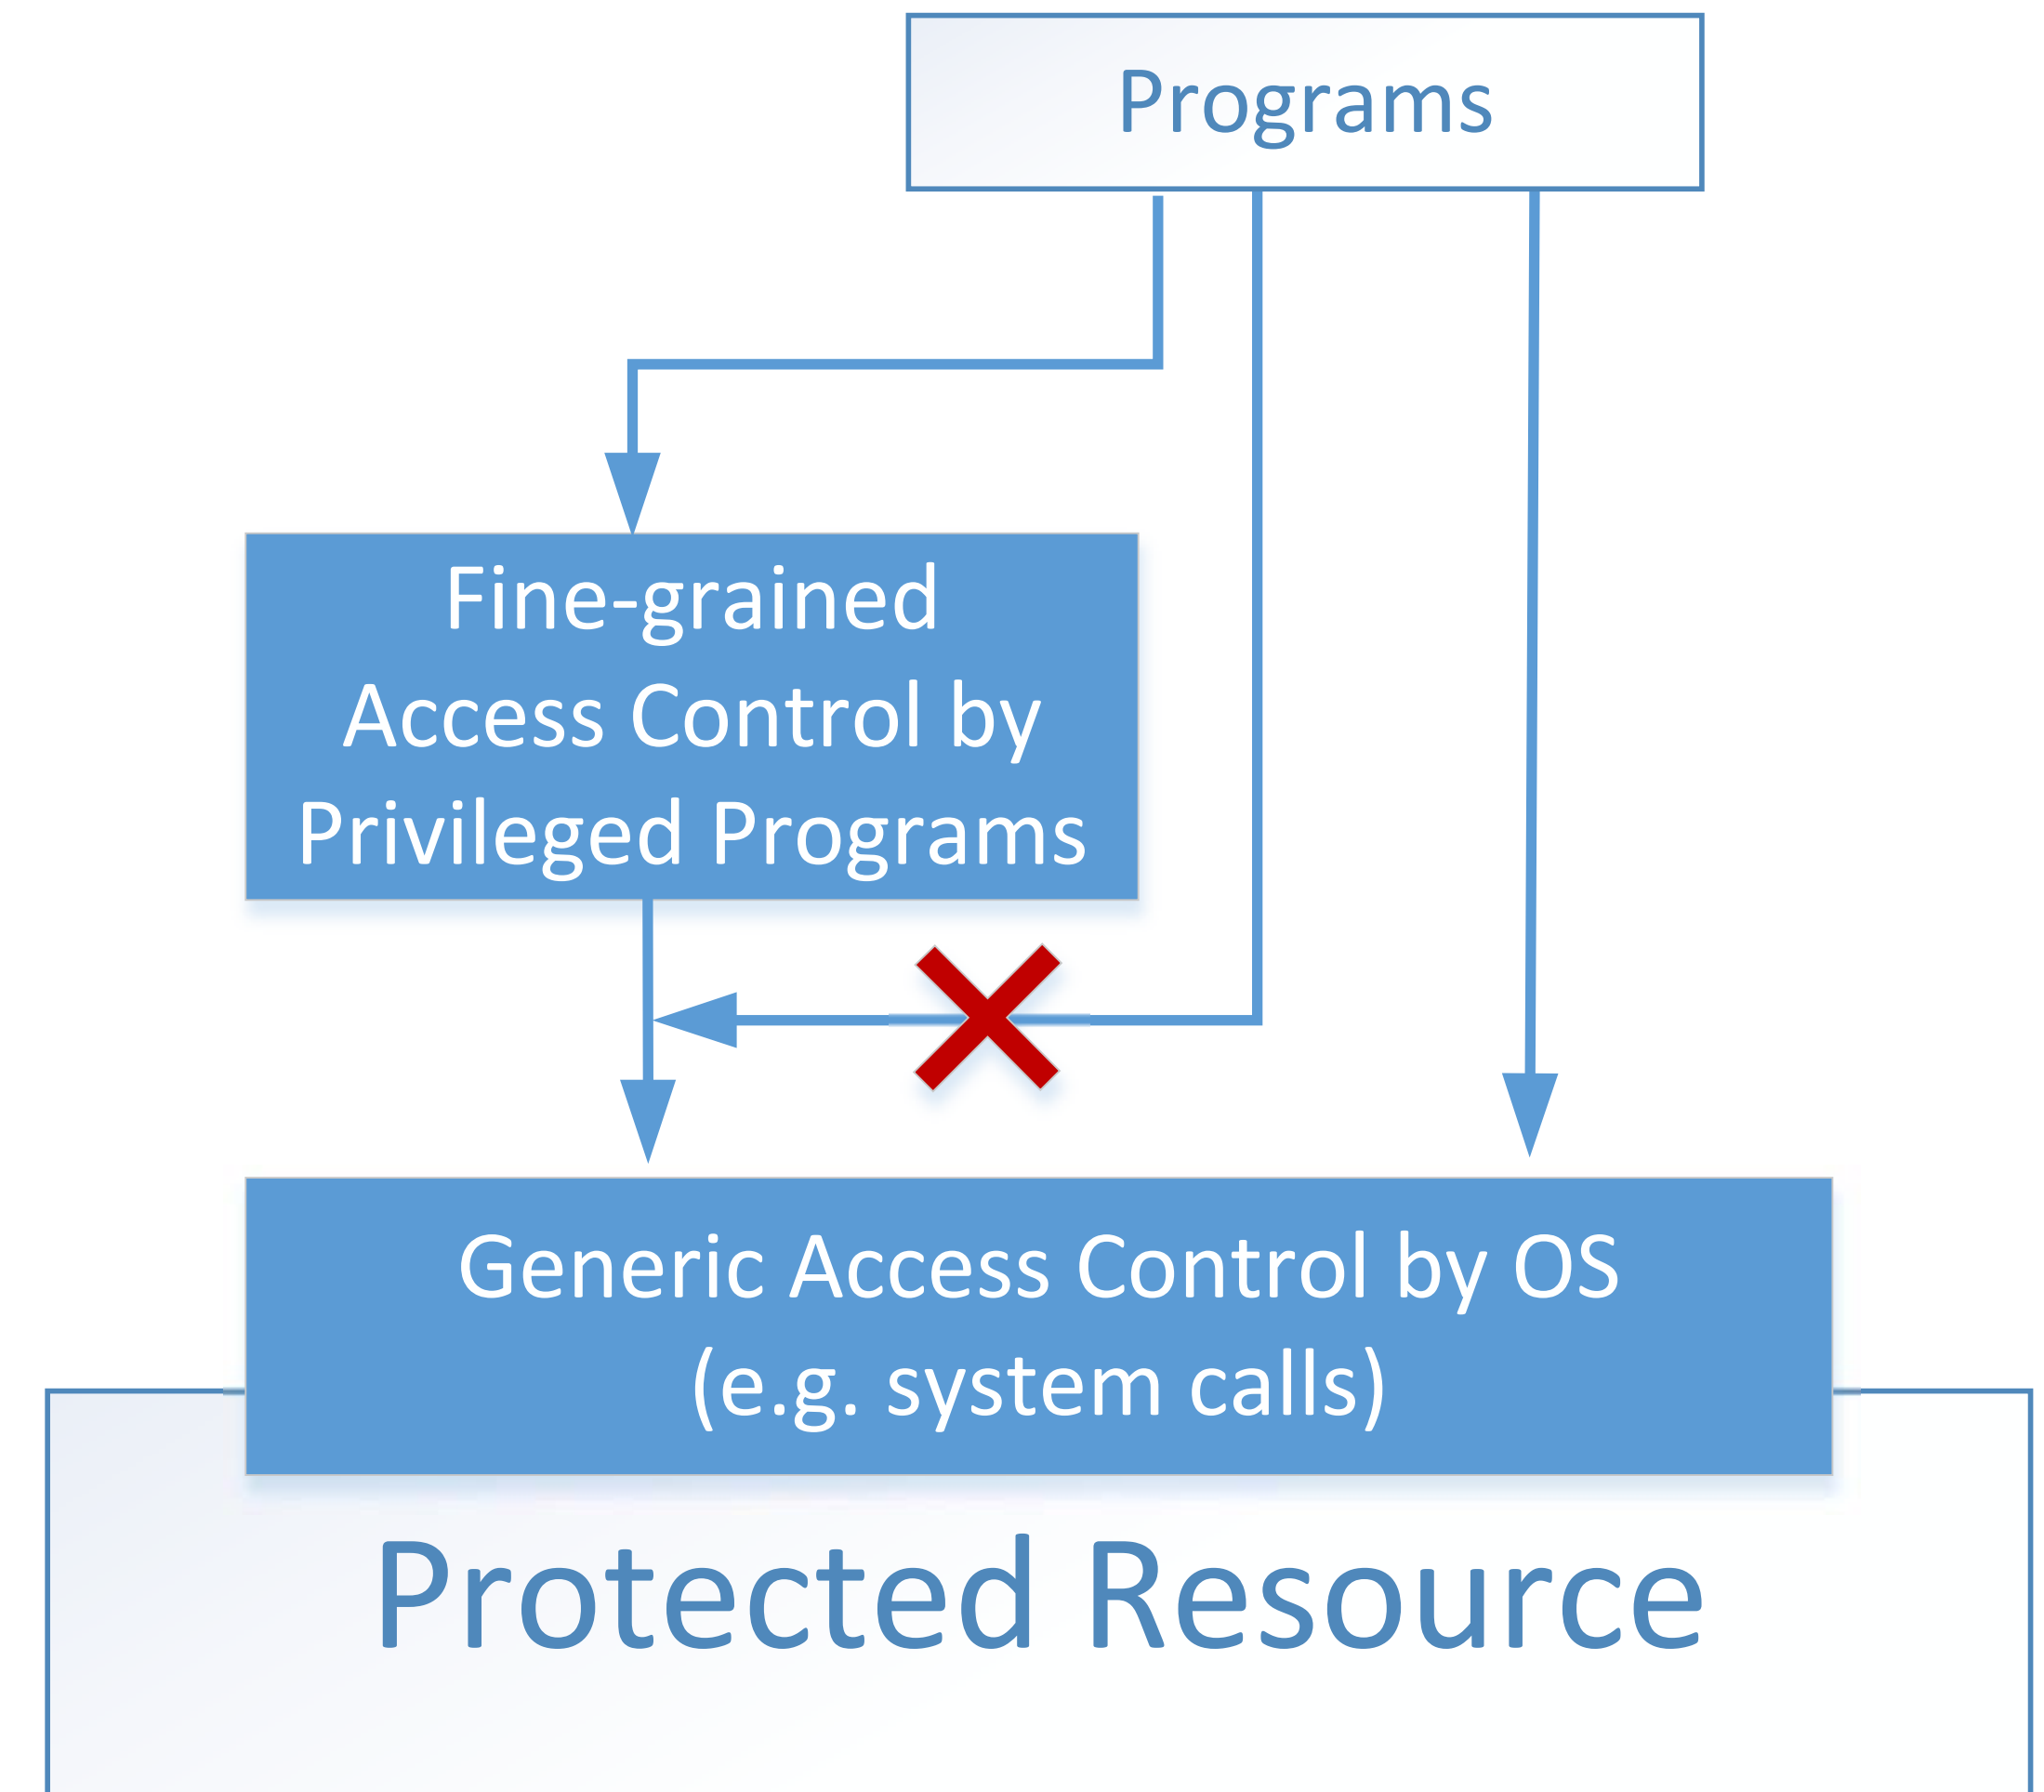 Programs
Fine-grained
Access Control by
Privileged Programs
Generic Access Control by OS
(e.g. system calls)
Protected Resource